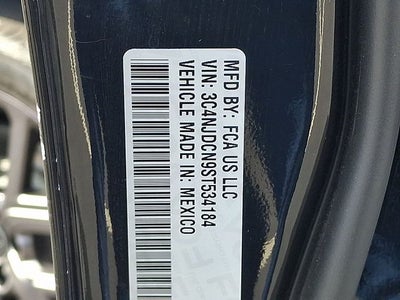 MFD BY: FCA US LLC
VIN: 3C4NJDCN9ST534184
VEHICLE MADE IN: MEXICO